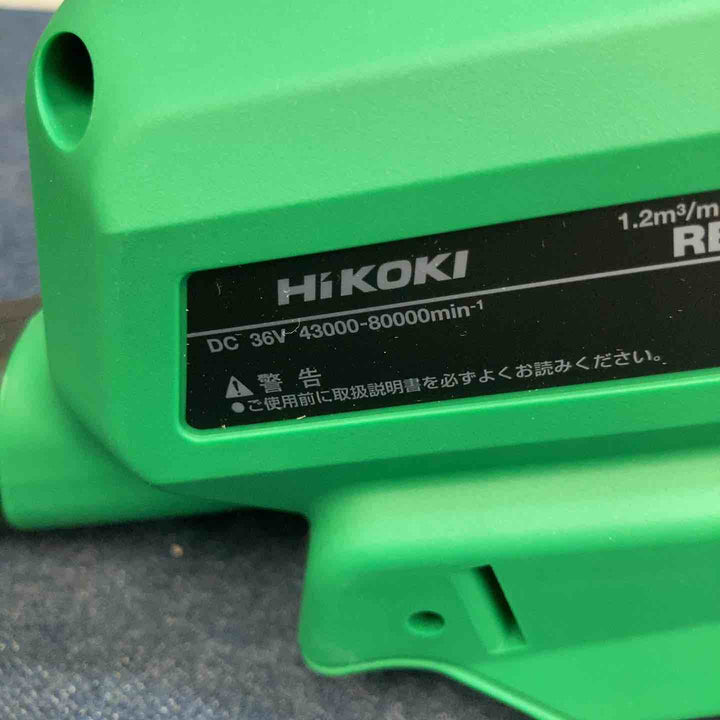 1.2m³/m
HiKOKI
DC 36V 43000-80000min⁻¹
警告
●ご使用前に取扱説明書を必ずよくお読みください。